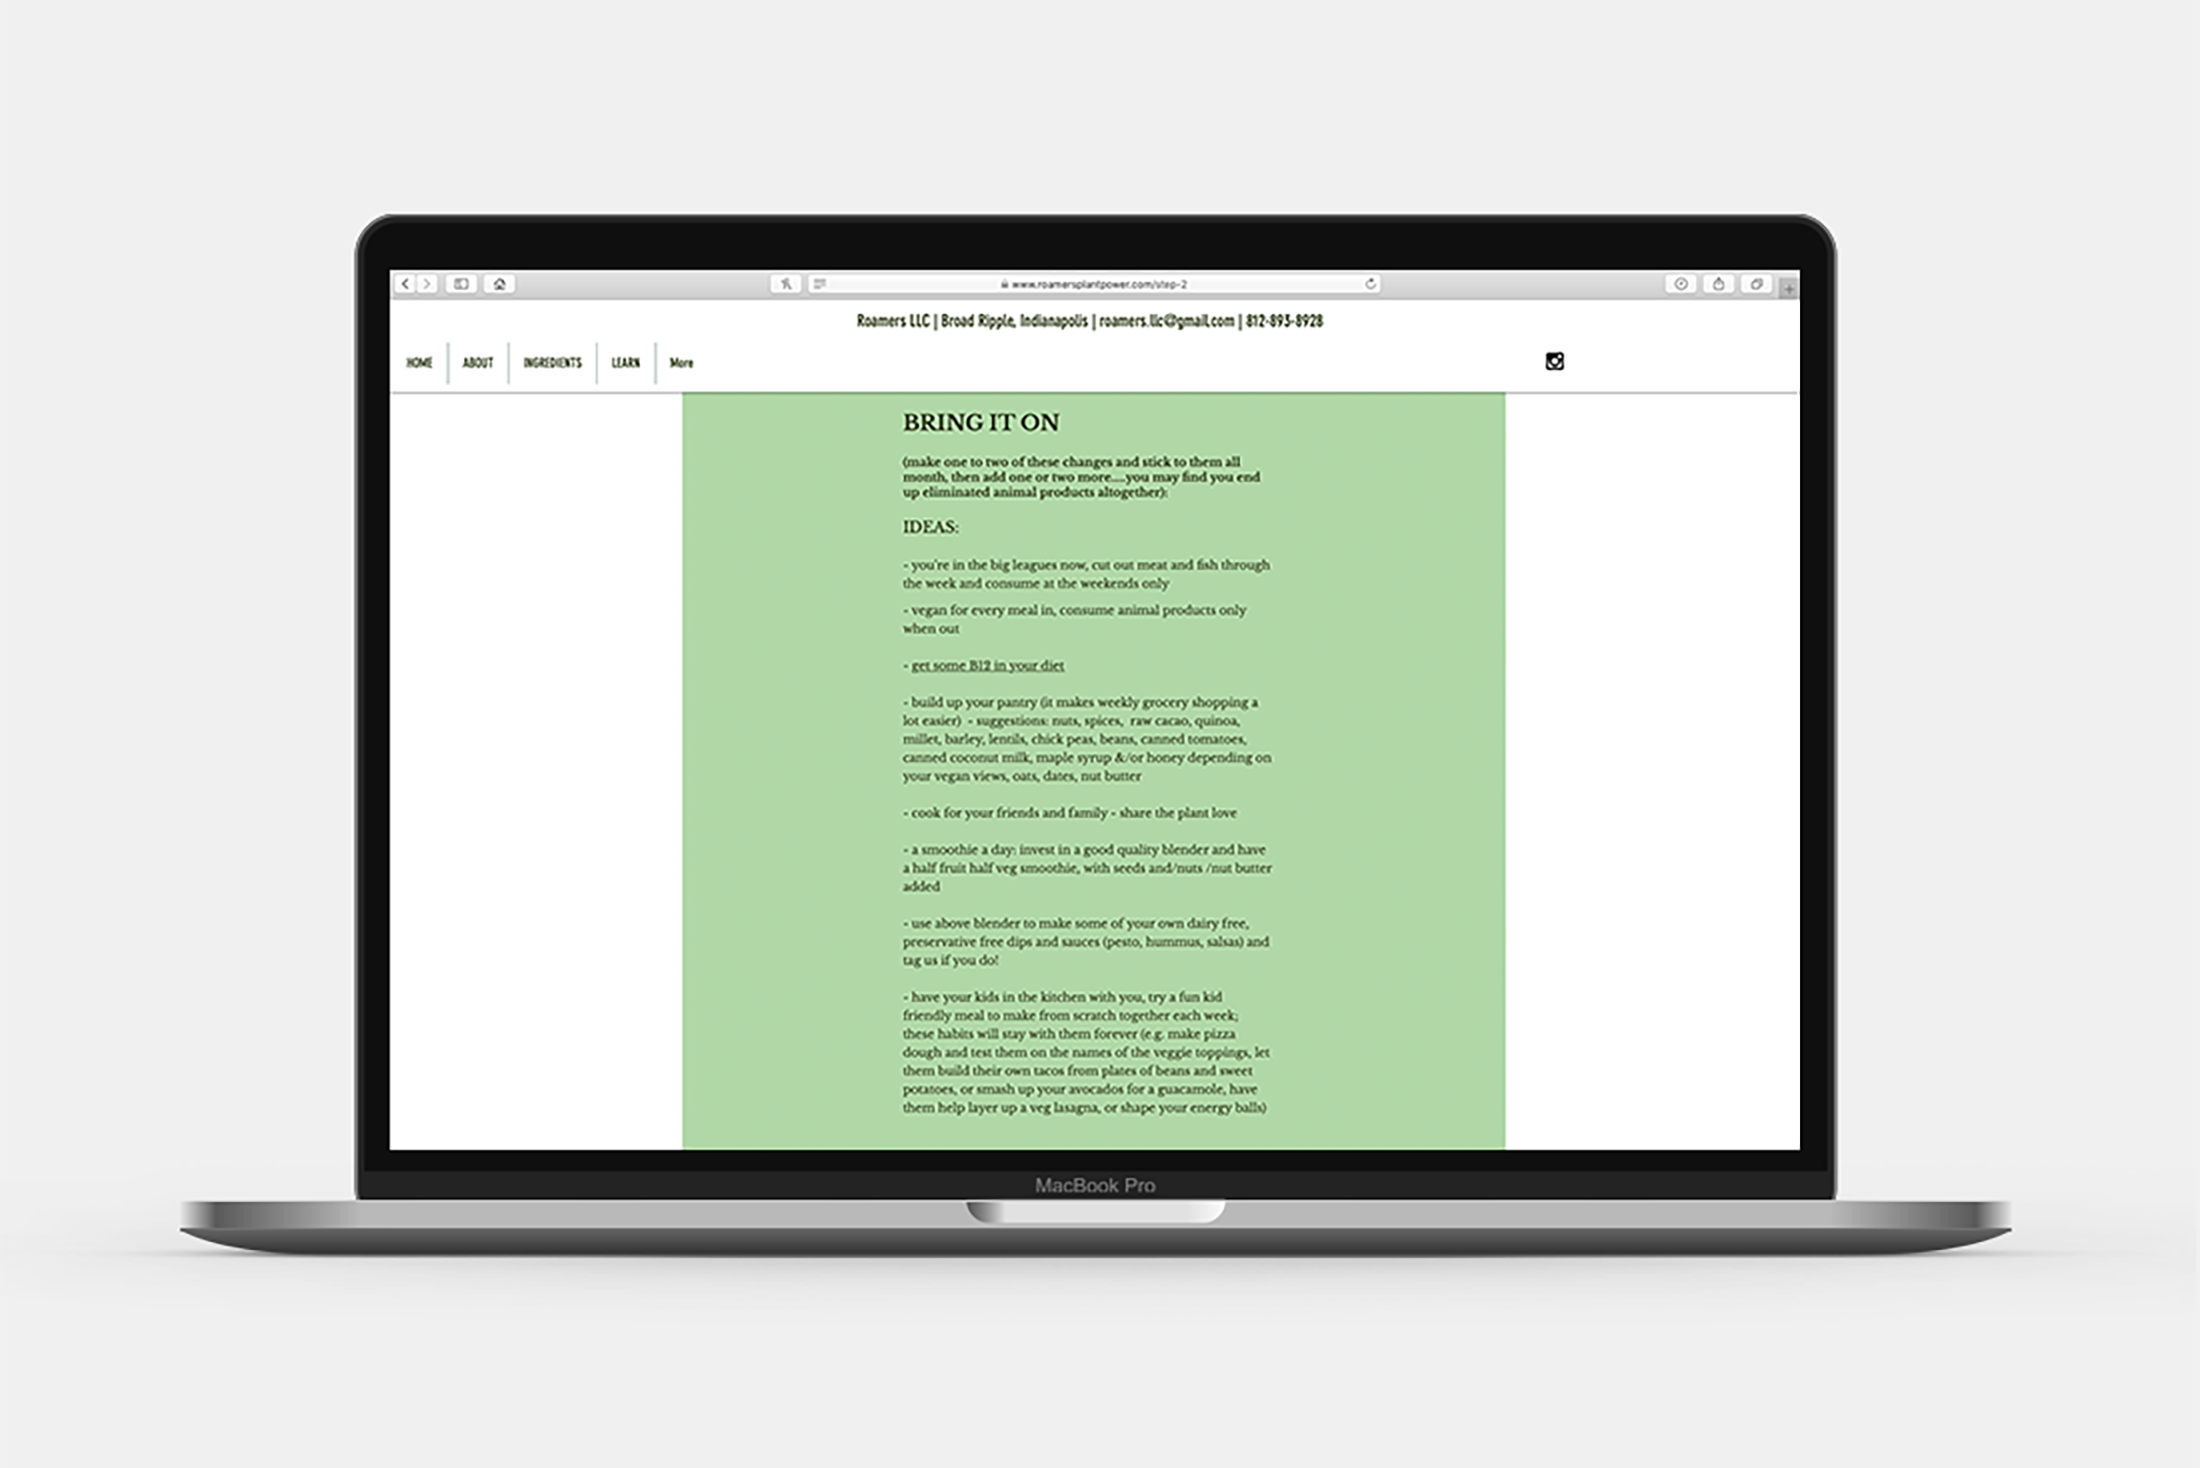 www.roamersplantpower.com/step-2
Roamers LLC | Broad Ripple, Indianapolis | roamers.llc@gmail.com | 812-893-8928
HOME
ABOUT
INGREDIENTS
LEARN
More
BRING IT ON
(make one to two of these changes and stick to them all
month, then add one or two more....you may find you end
up eliminated animal products altogether):
IDEAS:
- you're in the big leagues now, cut out meat and fish through
the week and consume at the weekends only
- vegan for every meal in, consume animal products only
when out
- get some B12 in your diet
- build up your pantry (it makes weekly grocery shopping a
lot easier)  - suggestions: nuts, spices,  raw cacao, quinoa,
millet, barley, lentils, chick peas, beans, canned tomatoes,
canned coconut milk, maple syrup &/or honey depending on
your vegan views, oats, dates, nut butter
- cook for your friends and family - share the plant love
- a smoothie a day: invest in a good quality blender and have
a half fruit half veg smoothie, with seeds and/nuts /nut butter
added
- use above blender to make some of your own dairy free,
preservative free dips and sauces (pesto, hummus, salsas) and
tag us if you do!
- have your kids in the kitchen with you, try a fun kid
friendly meal to make from scratch together each week;
these habits will stay with them forever (e.g. make pizza
dough and test them on the names of the veggie toppings, let
them build their own tacos from plates of beans and sweet
potatoes, or smash up your avocados for a guacamole, have
them help layer up a veg lasagna, or shape your energy balls)
MacBook Pro